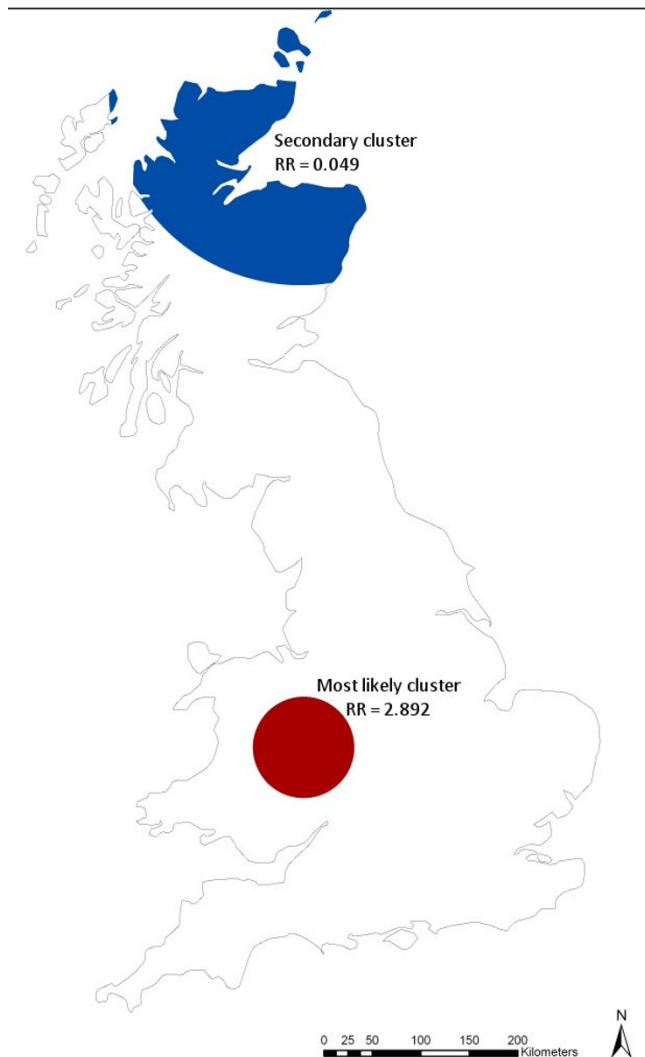 Secondary cluster
RR = 0.049
Most likely cluster
RR = 2.892
N
0 25 50 100 150 200
Kilometers